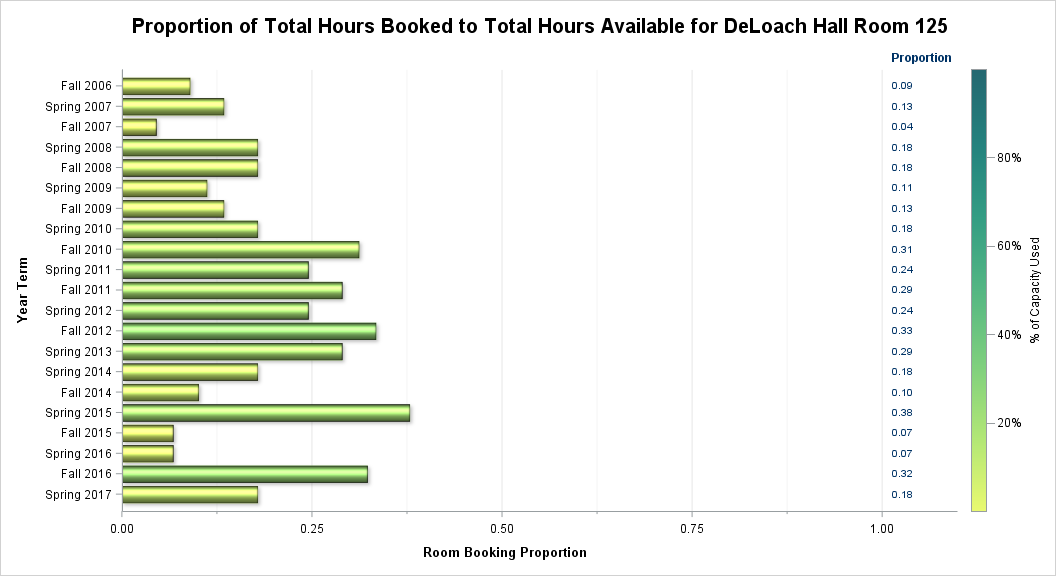 Proportion of Total Hours Booked to Total Hours Available for DeLoach Hall Room 125
Proportion
Fall 2006 0.09
Spring 2007 0.13
Fall 2007 0.04
Spring 2008 0.18
Fall 2008 0.18
Spring 2009 0.11
Fall 2009 0.13
Spring 2010 0.18
Fall 2010 0.31
Spring 2011 0.24
Fall 2011 0.29
Spring 2012 0.24
Fall 2012 0.33
Spring 2013 0.29
Spring 2014 0.18
Fall 2014 0.10
Spring 2015 0.38
Fall 2015 0.07
Spring 2016 0.07
Fall 2016 0.32
Spring 2017 0.18
Year Term
0.00 0.25 0.50 0.75 1.00
Room Booking Proportion
80%
60%
40%
20%
% of Capacity Used